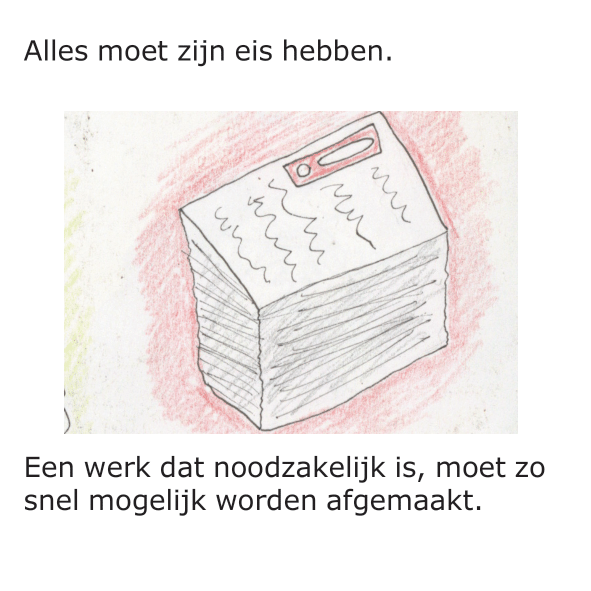 Alles moet zijn eis hebben.
Een werk dat noodzakelijk is, moet zo
snel mogelijk worden afgemaakt.